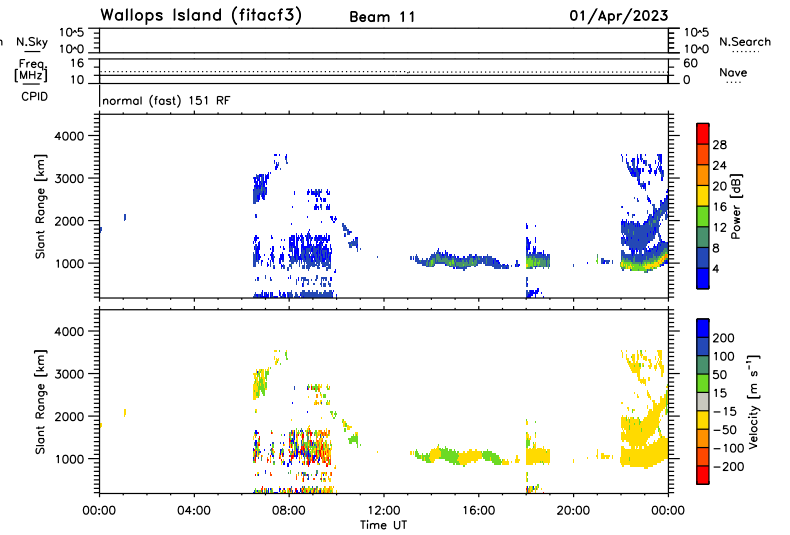 Wallops Island (fitacf3) Beam 11 01/Apr/2023
N.Sky 10^5 10^0 10^5 10^0 N.Search
Freq. [MHz] 16 10 60 0 Nave
CPID normal (fast) 151 RF
Slant Range [km]
4000
3000
2000
1000
28
24
20
16
12
8
4
Power [dB]
Slant Range [km]
4000
3000
2000
1000
200
100
50
15
-15
-50
-100
-200
Velocity [m s⁻¹]
00:00 04:00 08:00 12:00 16:00 20:00 00:00
Time UT